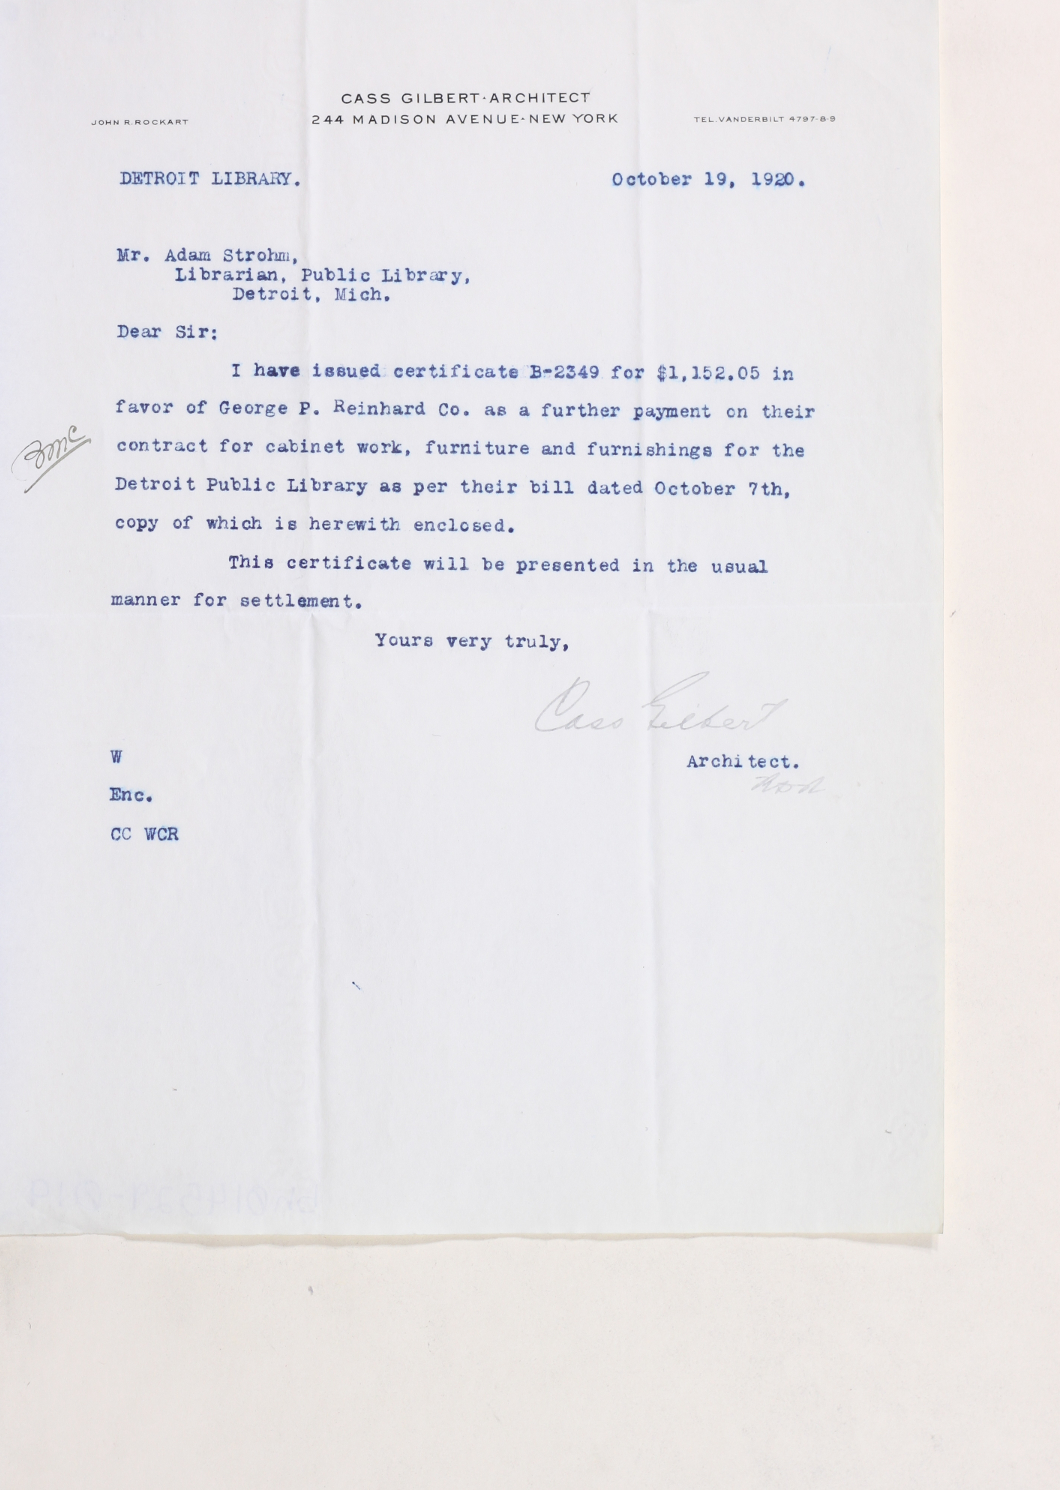 CASS GILBERT·ARCHITECT
JOHN R. ROCKART
244 MADISON AVENUE-NEW YORK
TEL. VANDERBILT 4797-8-9
DETROIT LIBRARY.
October 19, 1920.
Mr. Adam Strohm,
Librarian, Public Library,
Detroit, Mich.
Dear Sir:
I have issued certificate B-2349 for $1,152.05 in
favor of George P. Reinhard Co. as a further payment on their
contract for cabinet work, furniture and furnishings for the
Detroit Public Library as per their bill dated October 7th,
copy of which is herewith enclosed.
This certificate will be presented in the usual
manner for settlement.
Yours very truly,
Cass Gilbert
W
Architect.
Enc.
CC WCR